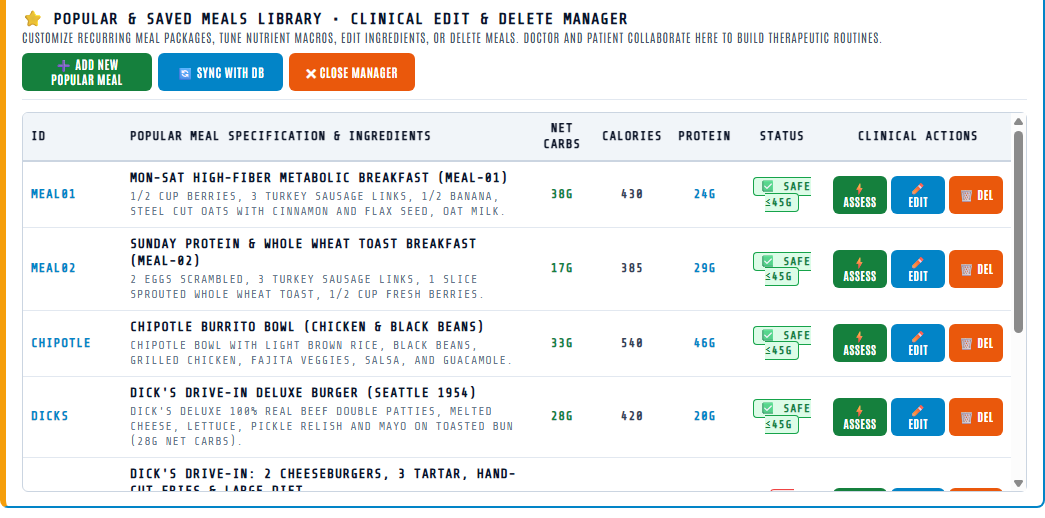 POPULAR & SAVED MEALS LIBRARY • CLINICAL EDIT & DELETE MANAGER
CUSTOMIZE RECURRING MEAL PACKAGES, TUNE NUTRIENT MACROS, EDIT INGREDIENTS, OR DELETE MEALS. DOCTOR AND PATIENT COLLABORATE HERE TO BUILD THERAPEUTIC ROUTINES.
ADD NEW
POPULAR MEAL
SYNC WITH DB
CLOSE MANAGER
ID
POPULAR MEAL SPECIFICATION & INGREDIENTS
NET
CARBS
CALORIES
PROTEIN
STATUS
CLINICAL ACTIONS
MEAL01
MON-SAT HIGH-FIBER METABOLIC BREAKFAST (MEAL-01)
1/2 CUP BERRIES, 3 TURKEY SAUSAGE LINKS, 1/2 BANANA,
STEEL CUT OATS WITH CINNAMON AND FLAX SEED, OAT MILK.
38G
430
24G
SAFE
≤45G
ASSESS
EDIT
DEL
MEAL02
SUNDAY PROTEIN & WHOLE WHEAT TOAST BREAKFAST
(MEAL-02)
2 EGGS SCRAMBLED, 3 TURKEY SAUSAGE LINKS, 1 SLICE
SPROUTED WHOLE WHEAT TOAST, 1/2 CUP FRESH BERRIES.
17G
385
29G
SAFE
≤45G
ASSESS
EDIT
DEL
CHIPOTLE
CHIPOTLE BURRITO BOWL (CHICKEN & BLACK BEANS)
CHIPOTLE BOWL WITH LIGHT BROWN RICE, BLACK BEANS,
GRILLED CHICKEN, FAJITA VEGGIES, SALSA, AND GUACAMOLE.
33G
540
46G
SAFE
≤45G
ASSESS
EDIT
DEL
DICKS
DICK'S DRIVE-IN DELUXE BURGER (SEATTLE 1954)
DICK'S DELUXE 100% REAL BEEF DOUBLE PATTIES, MELTED
CHEESE, LETTUCE, PICKLE RELISH AND MAYO ON TOASTED BUN
(28G NET CARBS).
28G
420
20G
SAFE
≤45G
ASSESS
EDIT
DEL
DICK'S DRIVE-IN: 2 CHEESEBURGERS, 3 TARTAR, HAND-
CUT FRIES & LARGE DIET